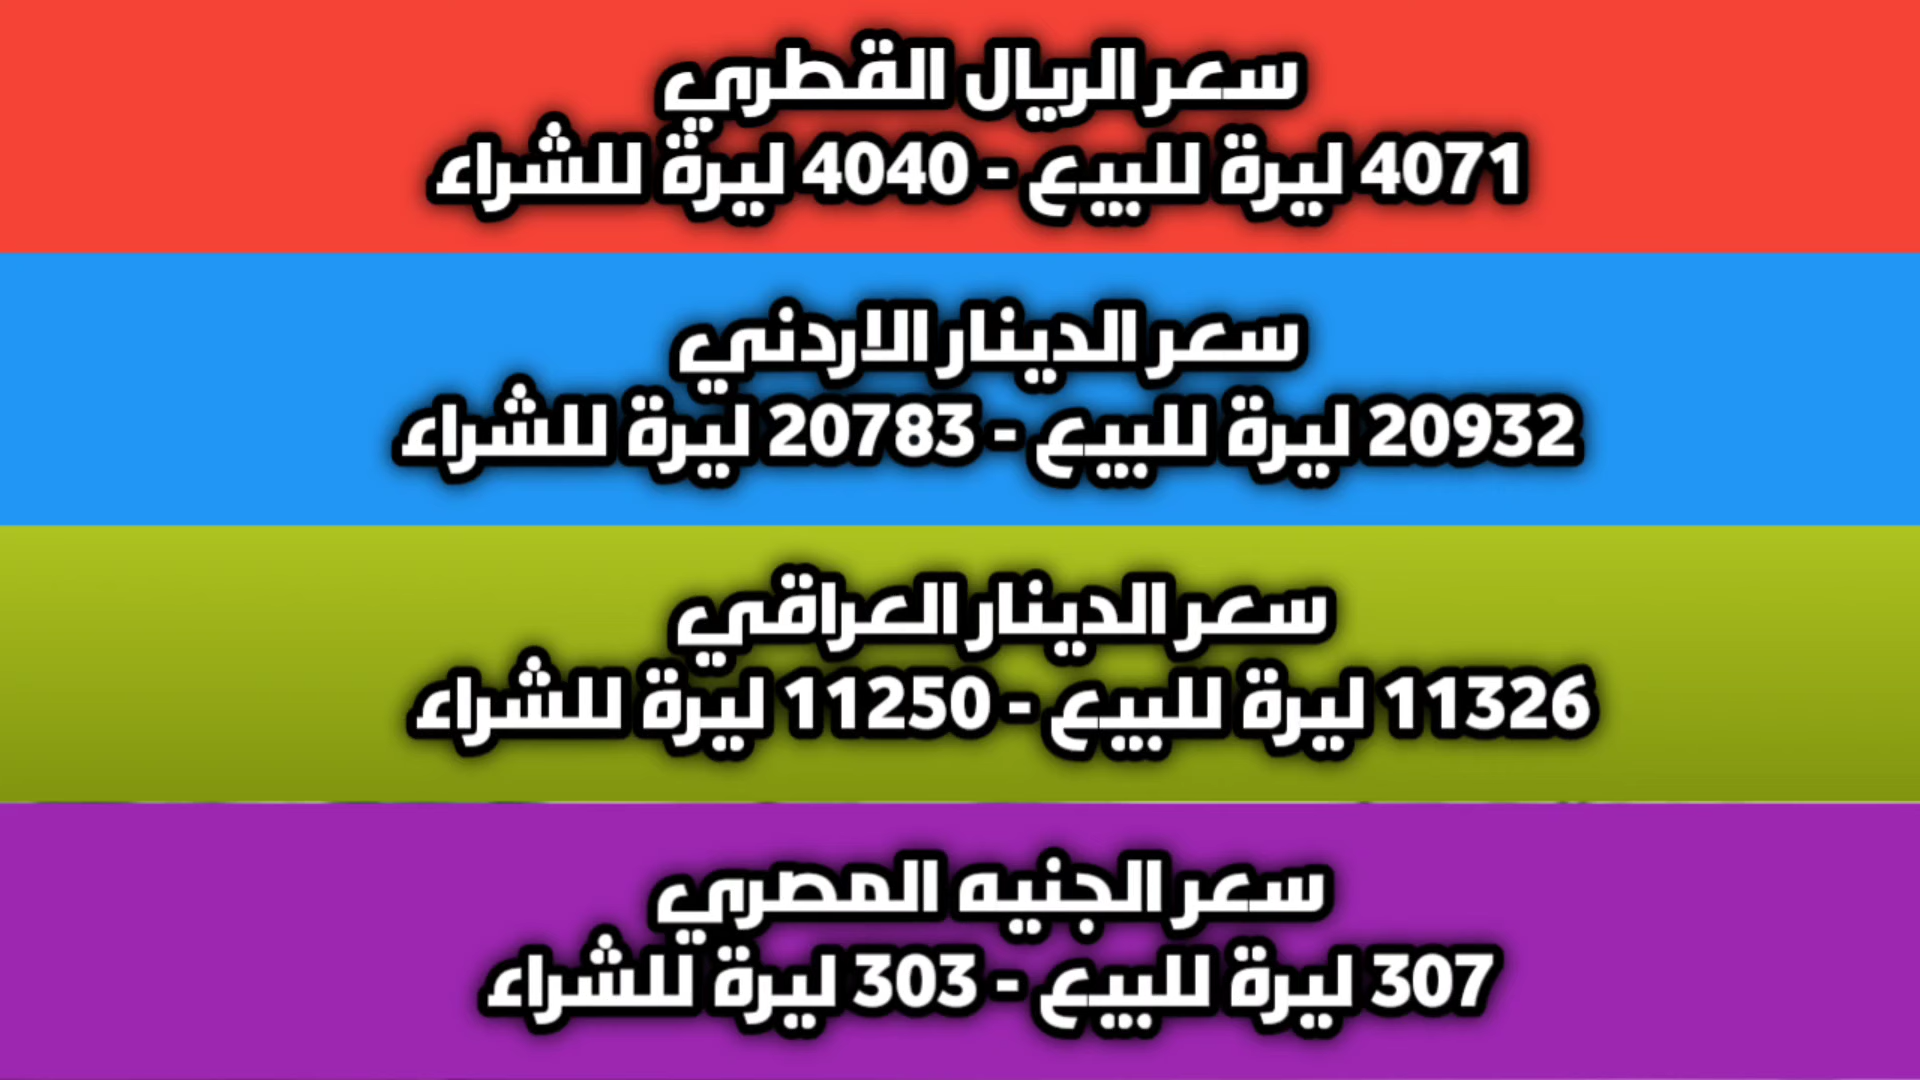 سعر الريال القطري
4071 ليرة للبيع - 4040 ليرة للشراء
سعر الدينار الاردني
20932 ليرة للبيع - 20783 ليرة للشراء
سعر الدينار العراقي
11326 ليرة للبيع - 11250 ليرة للشراء
سعر الجنيه المصري
307 ليرة للبيع - 303 ليرة للشراء